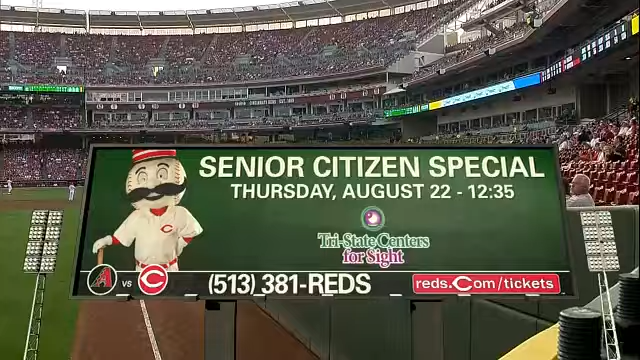 SENIOR CITIZEN SPECIAL
THURSDAY, AUGUST 22 - 12:35
Tri-State Centers
for Sight
A vs C
(513) 381-REDS
reds.com/tickets